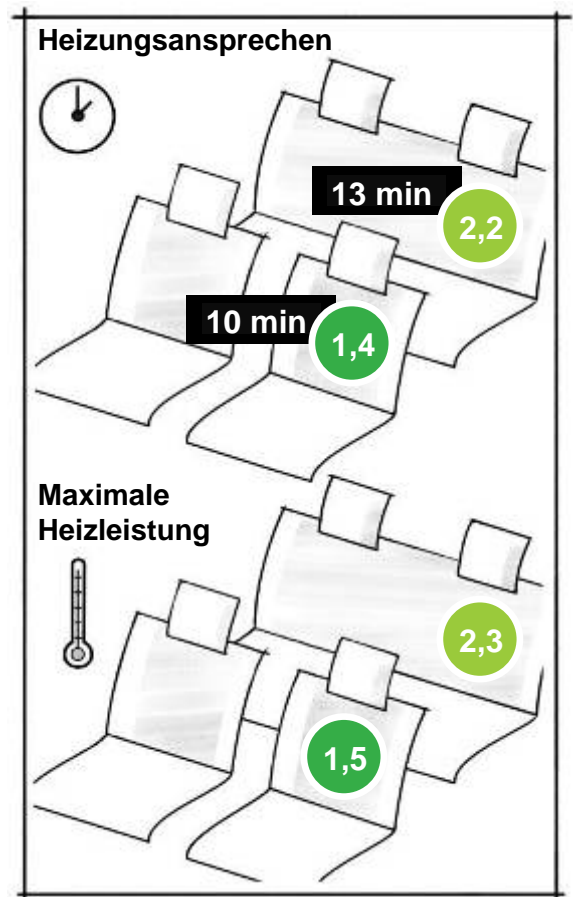 Heizungsansprechen
13 min
2,2
10 min
1,4
Maximale
Heizleistung
2,3
1,5